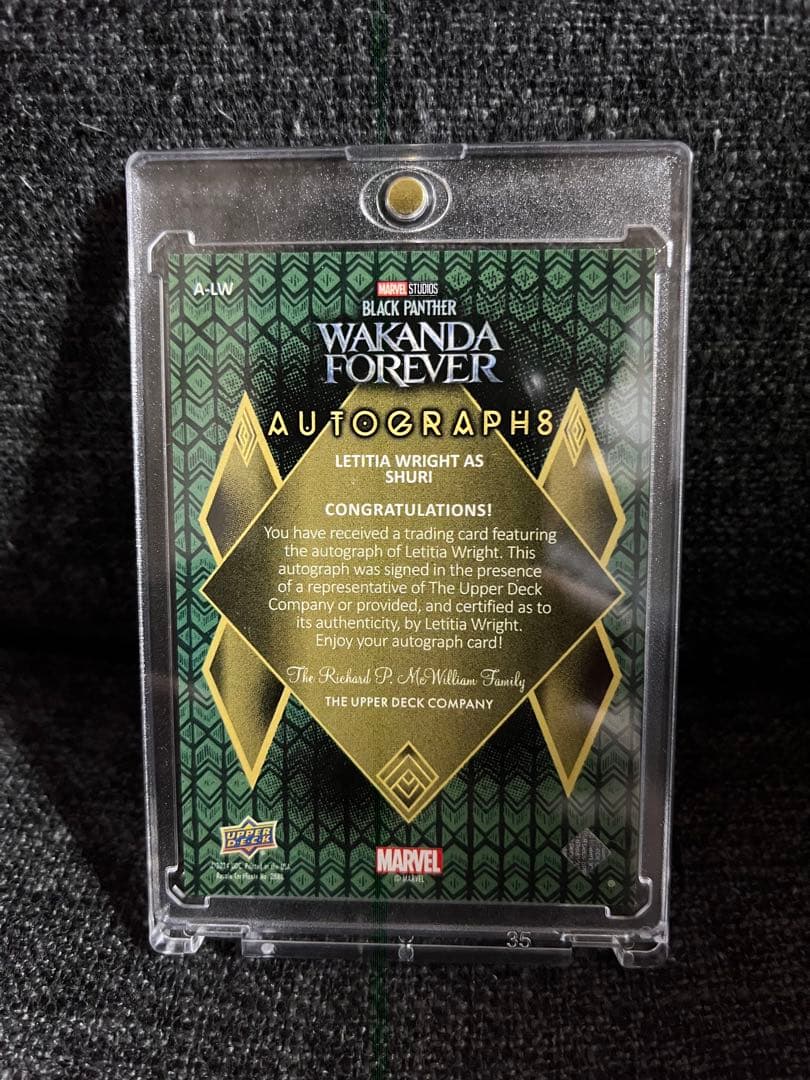 A-LW
MARVEL STUDIOS
BLACK PANTHER
WAKANDA
FOREVER
AUTOGRAPHS
LETITIA WRIGHT AS
SHURI
CONGRATULATIONS!
You have received a trading card featuring
the autograph of Letitia Wright. This
autograph was signed in the presence
of a representative of The Upper Deck
Company or provided, and certified as to
its authenticity, by Letitia Wright.
Enjoy your autograph card!
The Richard P. McWilliam Family
THE UPPER DECK COMPANY
UPPER
D·E·C·K
MARVEL
© MARVEL
35